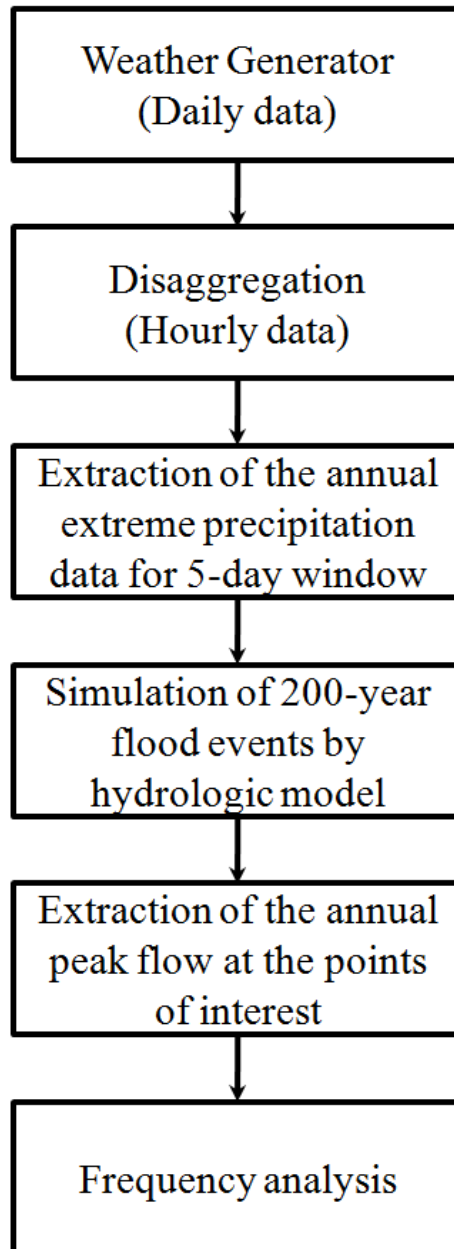 Weather Generator
(Daily data)
Disaggregation
(Hourly data)
Extraction of the annual
extreme precipitation
data for 5-day window
Simulation of 200-year
flood events by
hydrologic model
Extraction of the annual
peak flow at the points
of interest
Frequency analysis